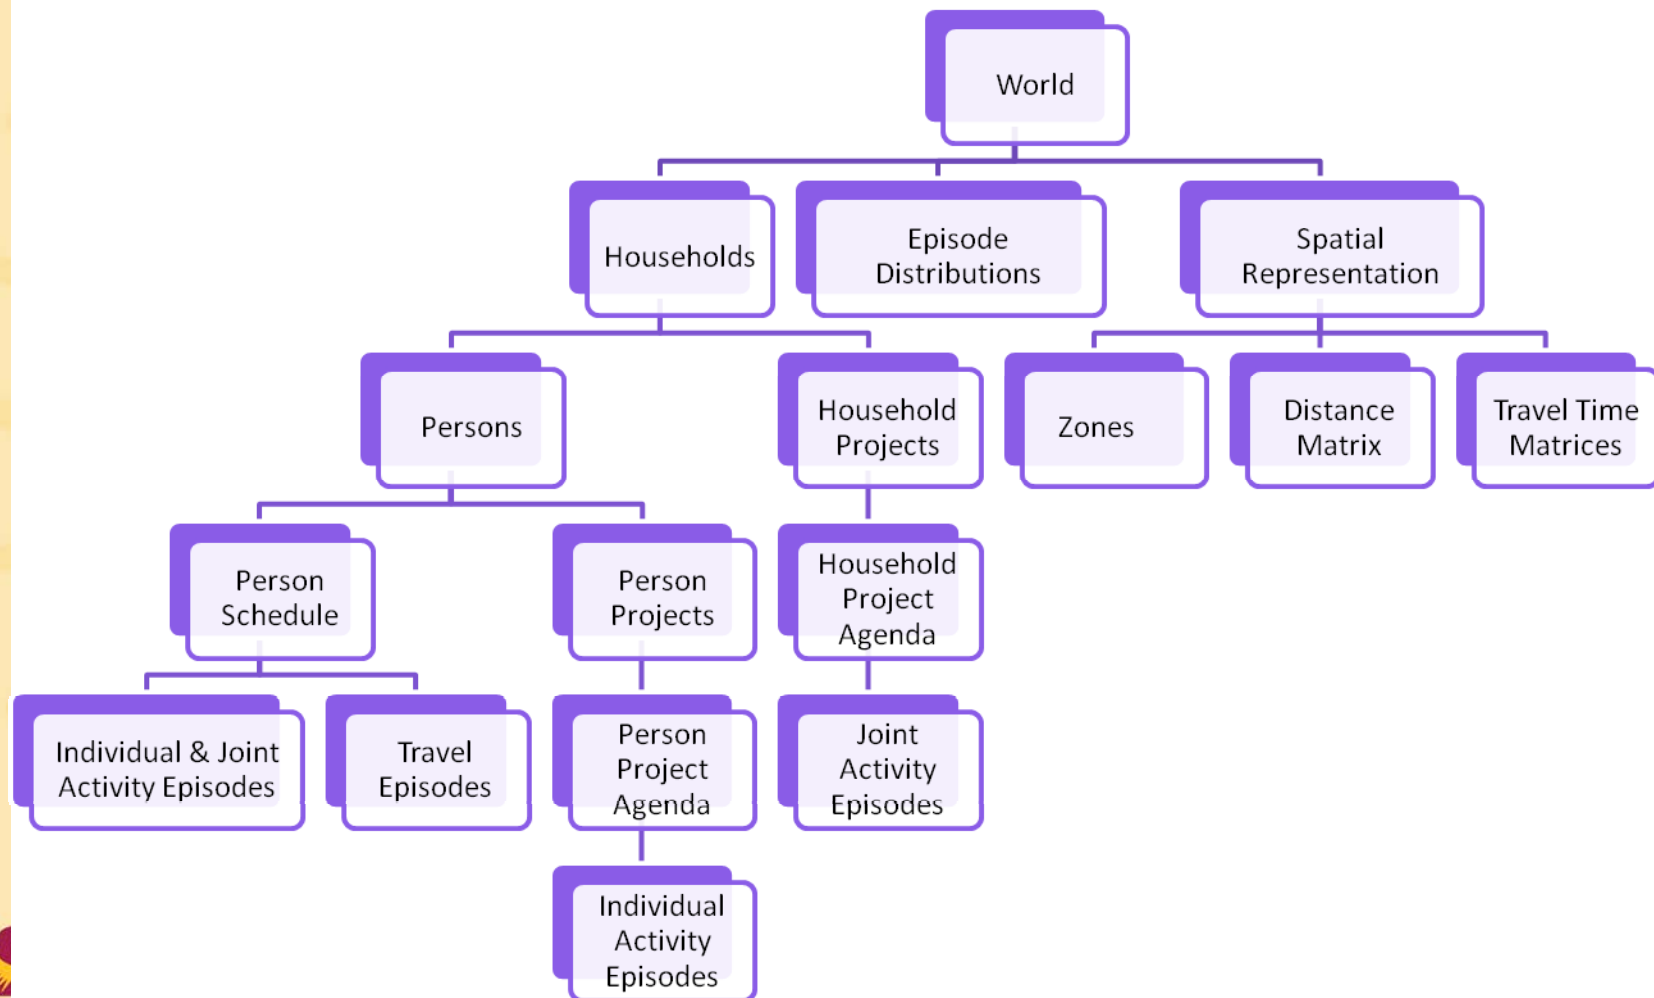 World
Households
Episode
Distributions
Spatial
Representation
Persons
Household
Projects
Zones
Distance
Matrix
Travel Time
Matrices
Person
Schedule
Person
Projects
Household
Project
Agenda
Individual & Joint
Activity Episodes
Travel
Episodes
Person
Project
Agenda
Joint
Activity
Episodes
Individual
Activity
Episodes